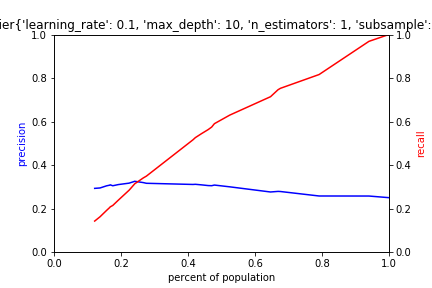 ier{'learning_rate': 0.1, 'max_depth': 10, 'n_estimators': 1, 'subsample':
1.0 1.0
0.8 0.8
0.6 0.6
precision recall
0.4 0.4
0.2 0.2
0.0 0.0
0.0 0.2 0.4 0.6 0.8 1.0
percent of population